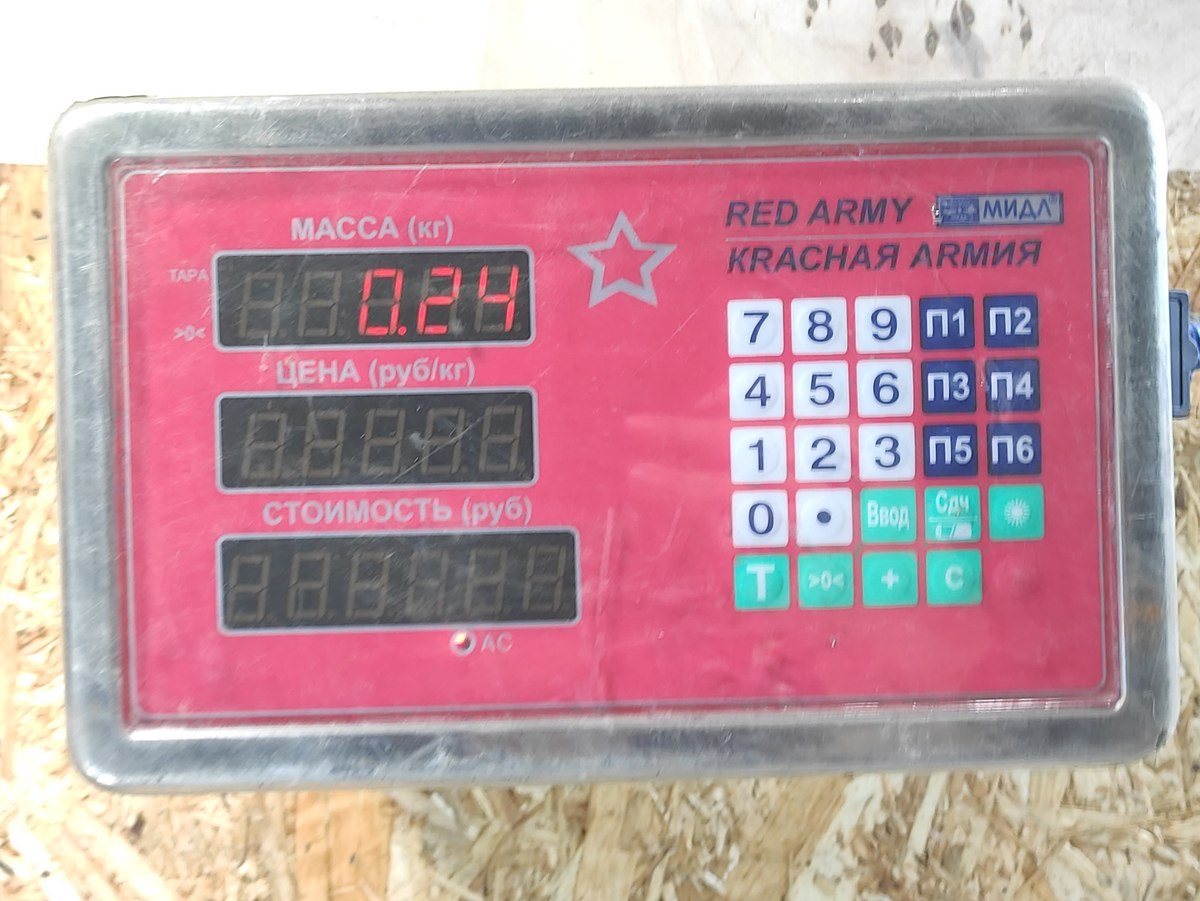 МАССА (кг)
ТАРА
0.24
>0<
ЦЕНА (руб/кг)
СТОИМОСТЬ (руб)
АС
RED ARMY МИДЛ®
КRАСНАЯ АRМИЯ
7 8 9 П1 П2
4 5 6 П3 П4
1 2 3 П5 П6
0 • Ввод Сдч
T >0< + C